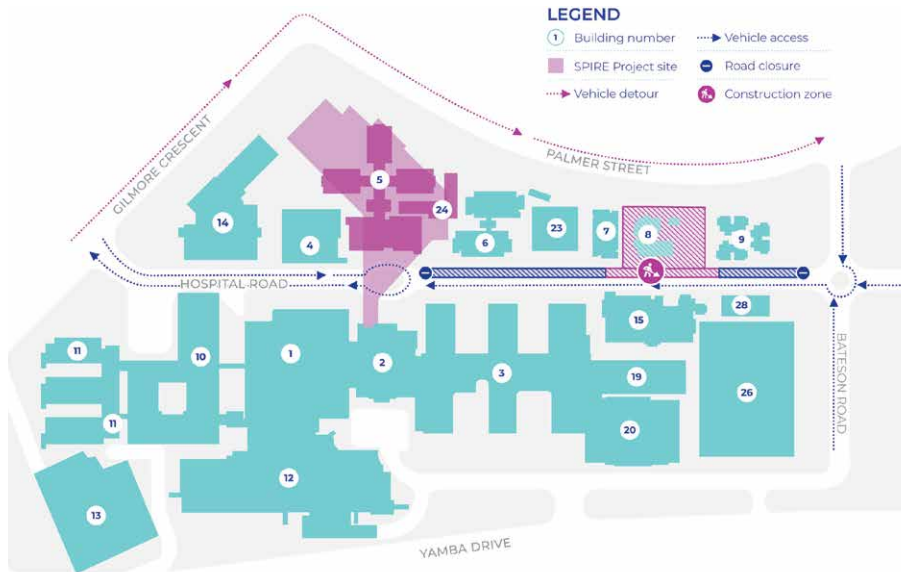 LEGEND
1 Building number
Vehicle access
SPIRE Project site
Road closure
Vehicle detour
Construction zone
GILMORE CRESCENT
PALMER STREET
5
24
14
4
6
23
7
8
9
HOSPITAL ROAD
28
15
11
10
1
2
3
19
26
BATESON ROAD
11
20
12
13
YAMBA DRIVE